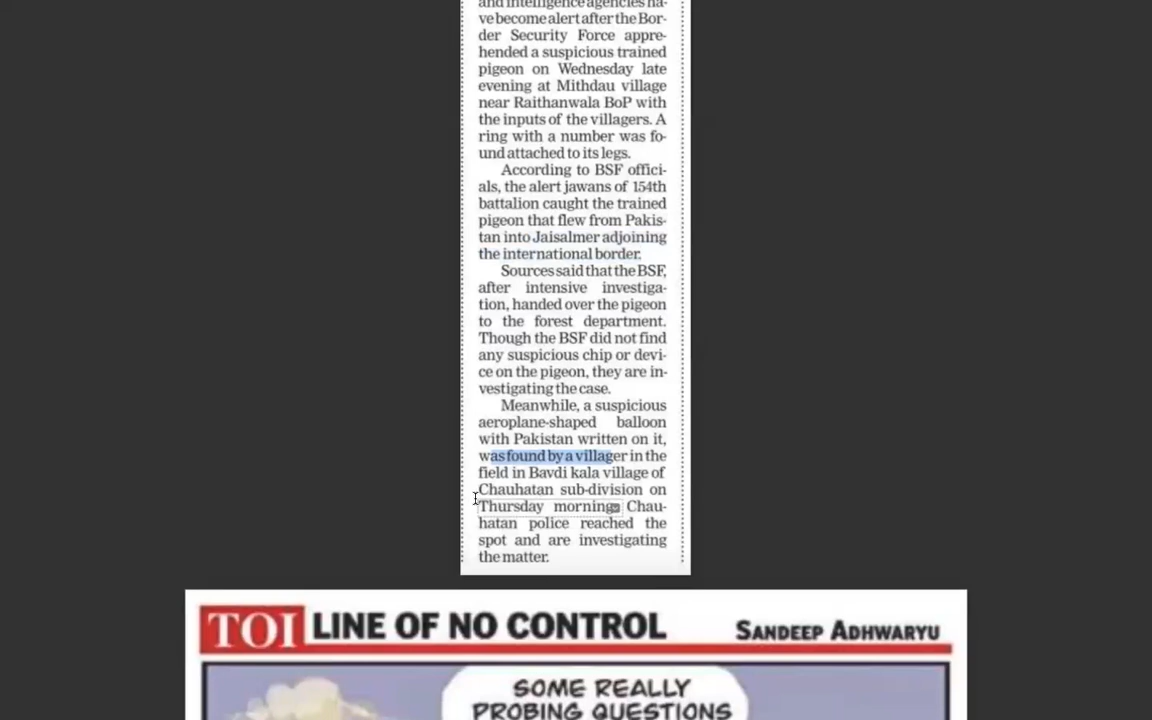 and intelligence agencies ha-
ve become alert after the Bor-
der Security Force appre-
hended a suspicious trained
pigeon on Wednesday late
evening at Mithdau village
near Raithanwala BoP with
the inputs of the villagers. A
ring with a number was fo-
und attached to its legs.
According to BSF offici-
als, the alert jawans of 154th
battalion caught the trained
pigeon that flew from Pakis-
tan into Jaisalmer adjoining
the international border.
Sources said that the BSF,
after intensive investiga-
tion, handed over the pigeon
to the forest department.
Though the BSF did not find
any suspicious chip or devi-
ce on the pigeon, they are in-
vestigating the case.
Meanwhile, a suspicious
aeroplane-shaped balloon
with Pakistan written on it,
was found by a villager in the
field in Bavdi kala village of
Chauhatan sub-division on
Thursday morning. Chau-
hatan police reached the
spot and are investigating
the matter.
TOI LINE OF NO CONTROL SANDEEP ADHWARYU
SOME REALLY
PROBING QUESTIONS